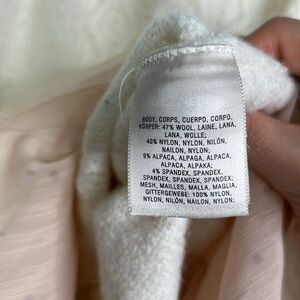 BODY, CORPS, CUERPO, CORPO,
KÖRPER: 47% WOOL, LAINE, LANA,
LANA, WOLLE;
40% NYLON, NYLON, NILÓN,
NAILON, NYLON;
9% ALPACA, ALPAGA, ALPACA,
ALPACA, ALPAKA;
4% SPANDEX, SPANDEX,
SPANDEX, SPANDEX, SPANDEX;
MESH, MAILLES, MALLA, MAGLIA,
GITTERGEWEBE: 100% NYLON,
NYLON, NILÓN, NAILON, NYLON;